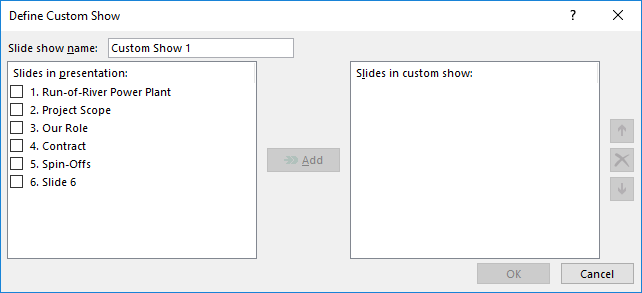 Define Custom Show
?
Slide show name: Custom Show 1
Slides in presentation:
1. Run-of-River Power Plant
2. Project Scope
3. Our Role
4. Contract
5. Spin-Offs
6. Slide 6
Add
Slides in custom show:
OK
Cancel